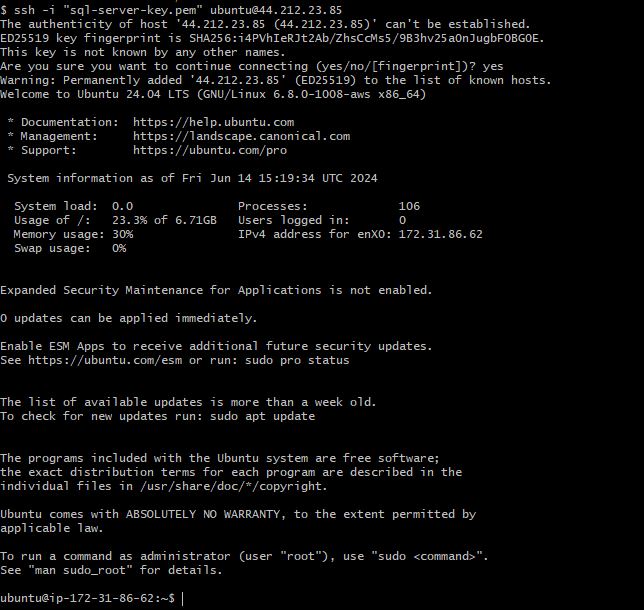 $ ssh -i "sql-server-key.pem" ubuntu@44.212.23.85
The authenticity of host '44.212.23.85 (44.212.23.85)' can't be established.
ED25519 key fingerprint is SHA256:i4PVhIeRJt2Ab/ZhsCcMs5/9B3hv25aOnJugbFOBGOE.
This key is not known by any other names.
Are you sure you want to continue connecting (yes/no/[fingerprint])? yes
Warning: Permanently added '44.212.23.85' (ED25519) to the list of known hosts.
Welcome to Ubuntu 24.04 LTS (GNU/Linux 6.8.0-1008-aws x86_64)
* Documentation:  https://help.ubuntu.com
* Management:     https://landscape.canonical.com
* Support:        https://ubuntu.com/pro
System information as of Fri Jun 14 15:19:34 UTC 2024
System load:  0.0               Processes:             106
Usage of /:   23.3% of 6.71GB   Users logged in:       0
Memory usage: 30%               IPv4 address for enX0: 172.31.86.62
Swap usage:   0%
Expanded Security Maintenance for Applications is not enabled.
0 updates can be applied immediately.
Enable ESM Apps to receive additional future security updates.
See https://ubuntu.com/esm or run: sudo pro status
The list of available updates is more than a week old.
To check for new updates run: sudo apt update
The programs included with the Ubuntu system are free software;
the exact distribution terms for each program are described in the
individual files in /usr/share/doc/*/copyright.
Ubuntu comes with ABSOLUTELY NO WARRANTY, to the extent permitted by
applicable law.
To run a command as administrator (user "root"), use "sudo <command>".
See "man sudo_root" for details.
ubuntu@ip-172-31-86-62:~$